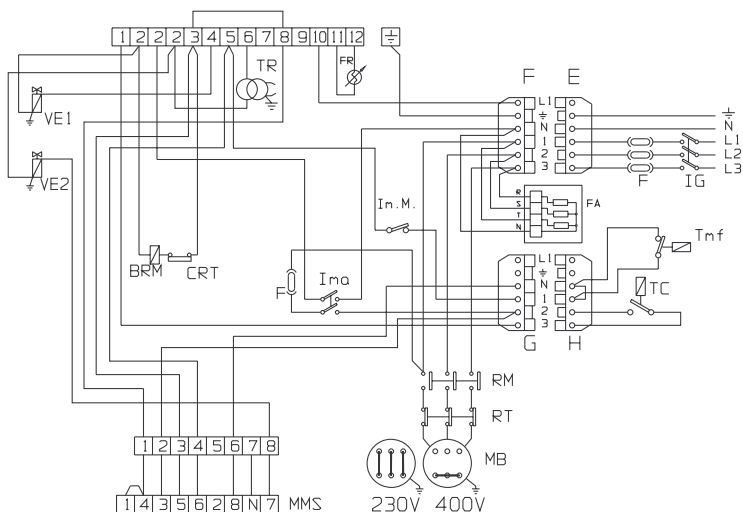 1 2 2 2 3 4 5 6 7 8 9 10 11 12
FR
TR
VE1
VE2
F E
L1
N
1
2
3
N
L1
L2
L3
F IG
R
S
T
N
FA
Im.M.
Tmf
BRM CRT
F
Ima
L1
N
1
2
3
TC
G H
RM
RT
MB
230V 400V
1 2 3 4 5 6 7 8
1 4 3 5 6 2 8 N 7 MMS